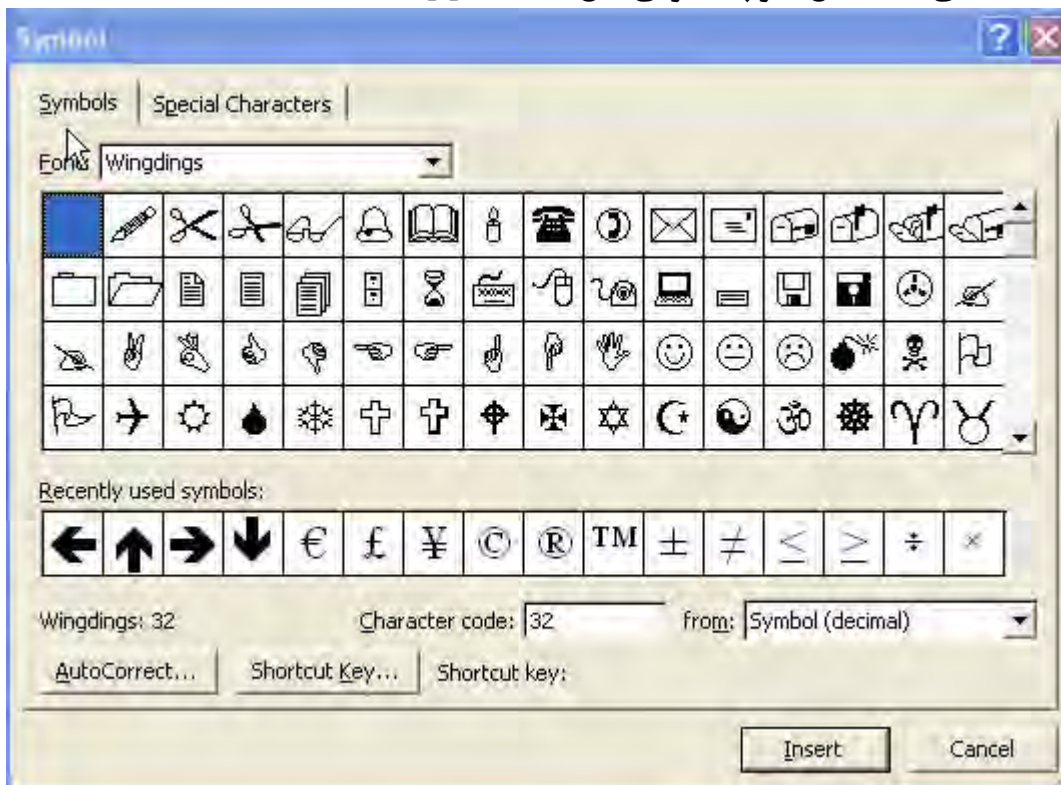 Symbol
Symbols Special Characters
Font: Wingdings
Recently used symbols:
€ £ ¥ © ® TM ± ≠ ≤ ≥ ÷ ×
Wingdings: 32 Character code: 32 from: Symbol (decimal)
AutoCorrect... Shortcut Key... Shortcut key:
Insert Cancel